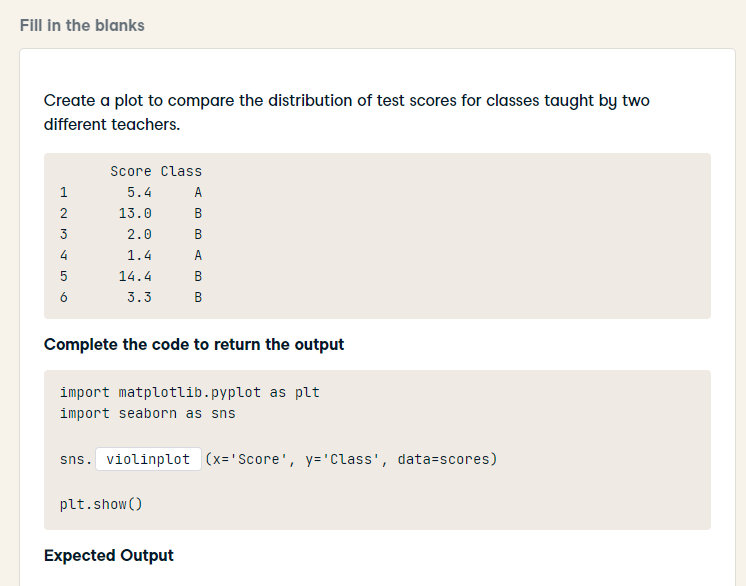 Fill in the blanks
Create a plot to compare the distribution of test scores for classes taught by two
different teachers.
Score Class
1 5.4 A
2 13.0 B
3 2.0 B
4 1.4 A
5 14.4 B
6 3.3 B
Complete the code to return the output
import matplotlib.pyplot as plt
import seaborn as sns
sns. violinplot (x='Score', y='Class', data=scores)
plt.show()
Expected Output